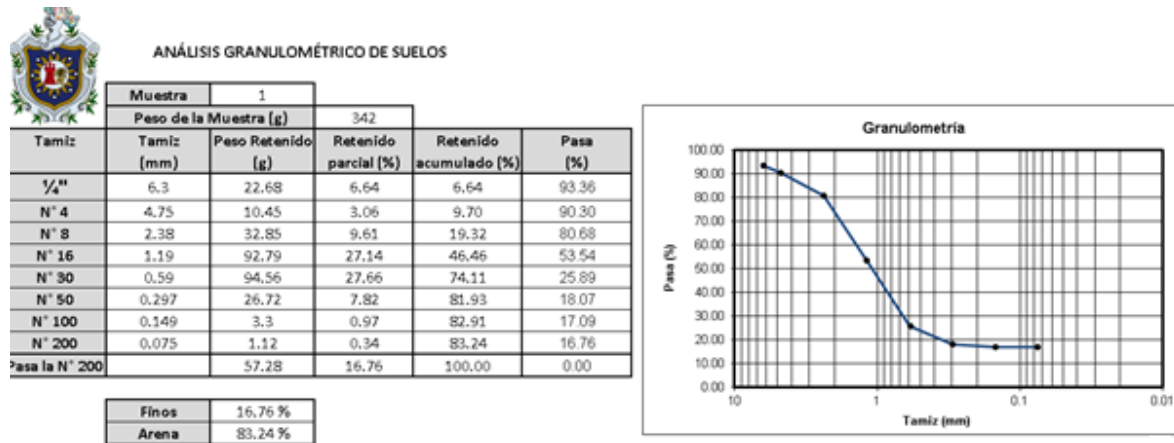 ANÁLISIS GRANULOMÉTRICO DE SUELOS
Muestra 1
Peso de la Muestra (g) 342
Tamiz Tamiz (mm) Peso Retenido (g) Retenido parcial (%) Retenido acumulado (%) Pasa (%)
¼" 6.3 22.68 6.64 6.64 93.36
N° 4 4.75 10.45 3.06 9.70 90.30
N° 8 2.38 32.85 9.61 19.32 80.68
N° 16 1.19 92.79 27.14 46.46 53.54
N° 30 0.59 94.56 27.66 74.11 25.89
N° 50 0.297 26.72 7.82 81.93 18.07
N° 100 0.149 3.3 0.97 82.91 17.09
N° 200 0.075 1.12 0.34 83.24 16.76
Pasa la N° 200 57.28 16.76 100.00 0.00
Finos 16.76 %
Arena 83.24 %
Granulometría
Pasa (%)
100.00
90.00
80.00
70.00
60.00
50.00
40.00
30.00
20.00
10.00
0.00
10 1 0.1 0.01
Tamiz (mm)